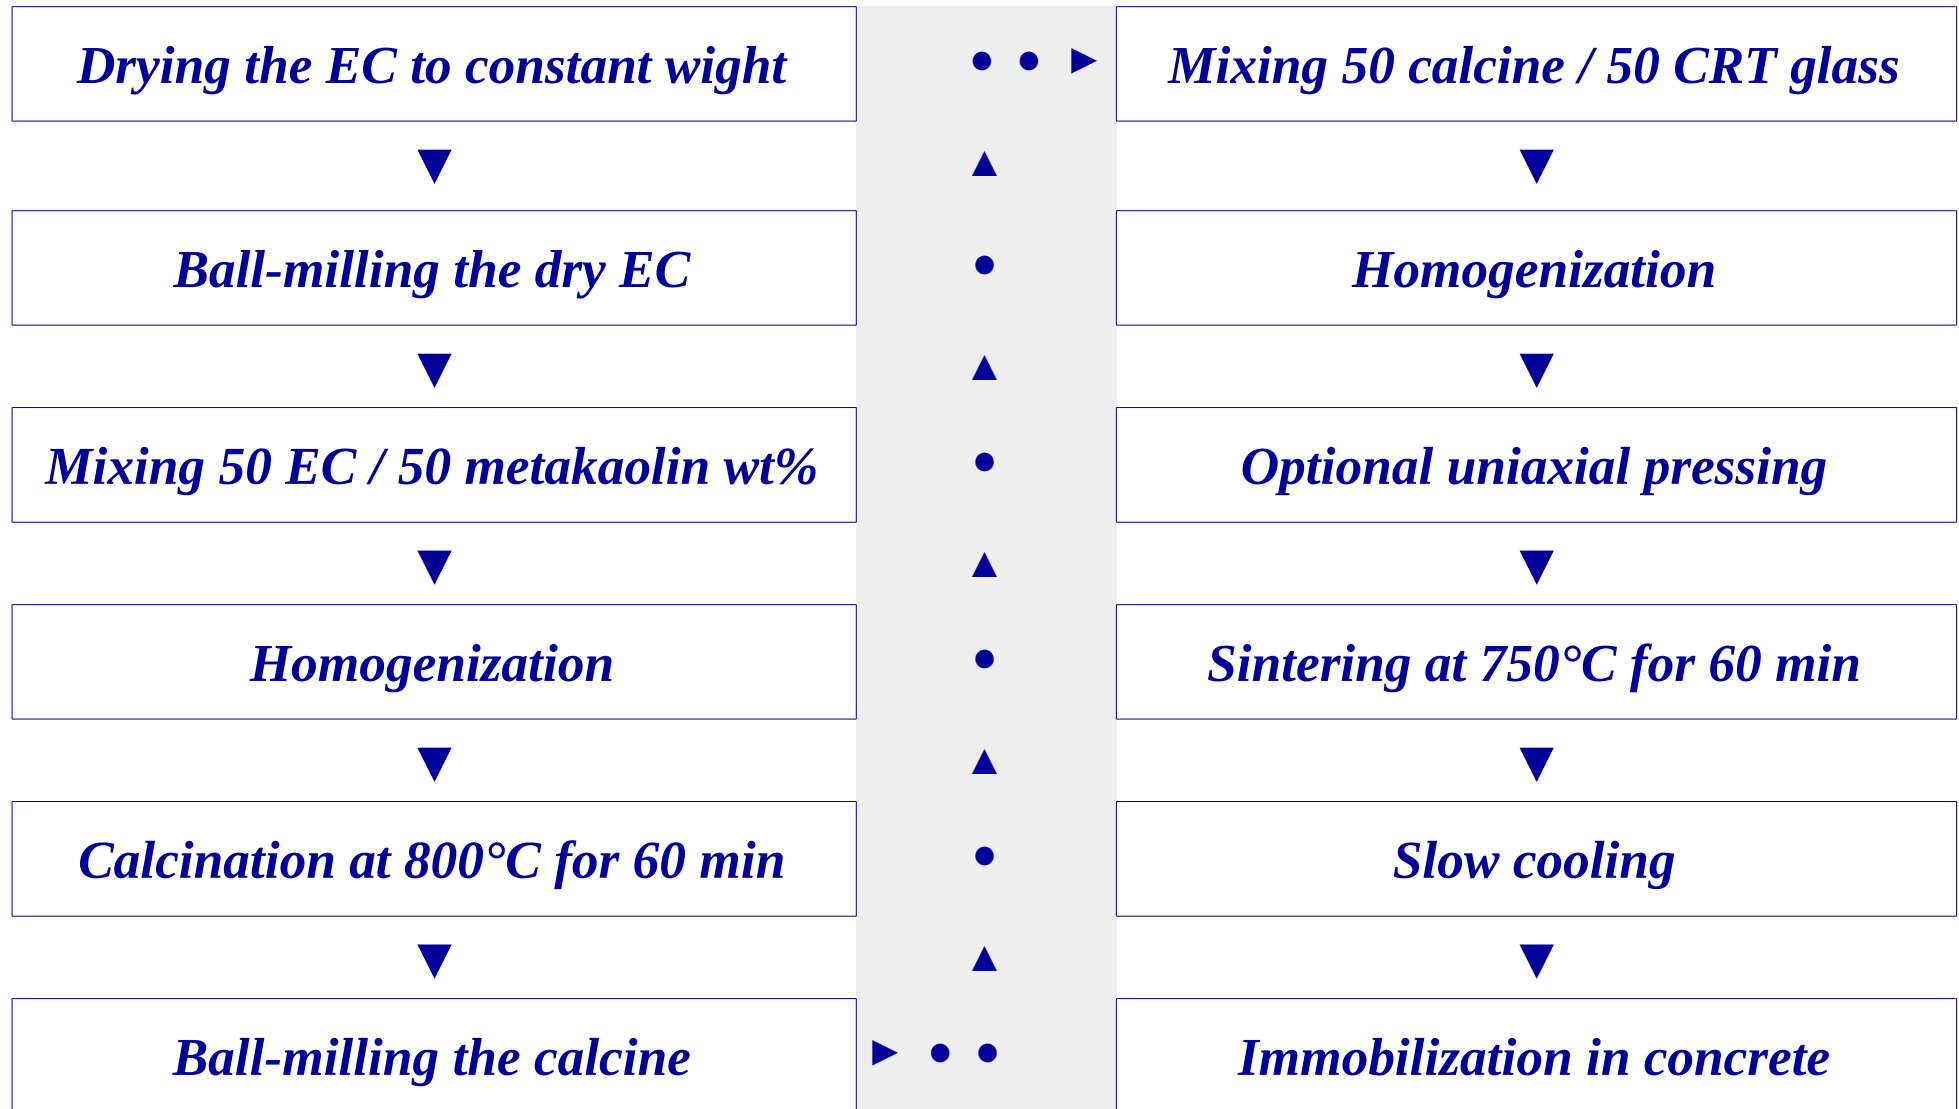 Drying the EC to constant wight
Ball-milling the dry EC
Mixing 50 EC / 50 metakaolin wt%
Homogenization
Calcination at 800°C for 60 min
Ball-milling the calcine
Mixing 50 calcine / 50 CRT glass
Homogenization
Optional uniaxial pressing
Sintering at 750°C for 60 min
Slow cooling
Immobilization in concrete